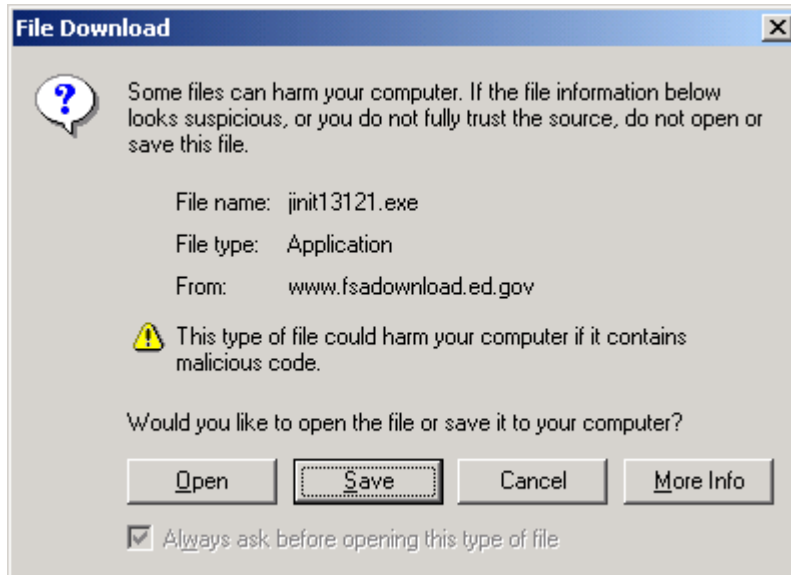 File Download
Some files can harm your computer. If the file information below
looks suspicious, or you do not fully trust the source, do not open or
save this file.
File name: jinit13121.exe
File type: Application
From: www.fsadownload.ed.gov
This type of file could harm your computer if it contains
malicious code.
Would you like to open the file or save it to your computer?
Open Save Cancel More Info
Always ask before opening this type of file